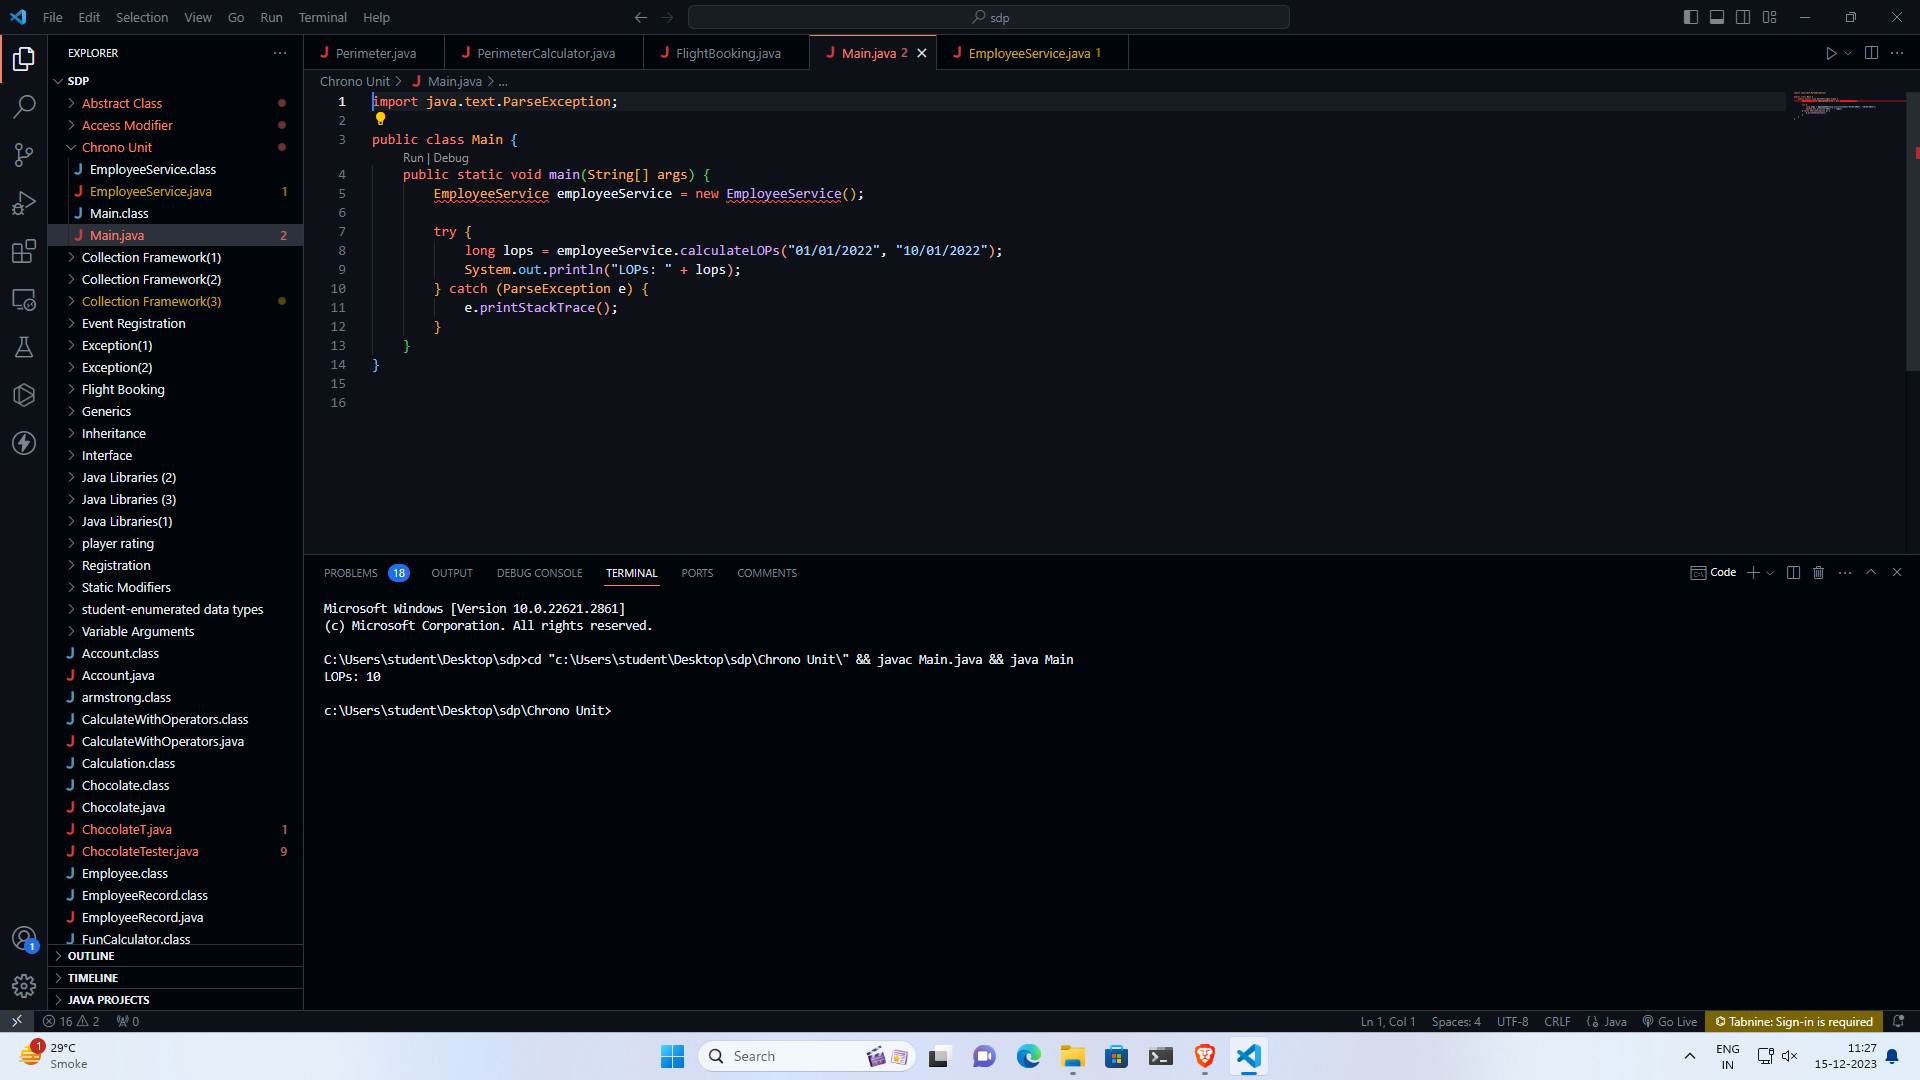 File Edit Selection View Go Run Terminal Help
sdp
EXPLORER
SDP
Abstract Class
Access Modifier
Chrono Unit
EmployeeService.class
EmployeeService.java 1
Main.class
Main.java 2
Collection Framework(1)
Collection Framework(2)
Collection Framework(3)
Event Registration
Exception(1)
Exception(2)
Flight Booking
Generics
Inheritance
Interface
Java Libraries (2)
Java Libraries (3)
Java Libraries(1)
player rating
Registration
Static Modifiers
student-enumerated data types
Variable Arguments
Account.class
Account.java
armstrong.class
CalculateWithOperators.class
CalculateWithOperators.java
Calculation.class
Chocolate.class
Chocolate.java
ChocolateT.java 1
ChocolateTester.java 9
Employee.class
EmployeeRecord.class
EmployeeRecord.java
FunCalculator.class
OUTLINE
TIMELINE
JAVA PROJECTS
Perimeter.java PerimeterCalculator.java FlightBooking.java Main.java 2 EmployeeService.java 1
Chrono Unit > Main.java > ...
1 import java.text.ParseException;
2
3 public class Main {
Run | Debug
4 public static void main(String[] args) {
5 EmployeeService employeeService = new EmployeeService();
6
7 try {
8 long lops = employeeService.calculateLOPs("01/01/2022", "10/01/2022");
9 System.out.println("LOPs: " + lops);
10 } catch (ParseException e) {
11 e.printStackTrace();
12 }
13 }
14 }
15
16
PROBLEMS 18 OUTPUT DEBUG CONSOLE TERMINAL PORTS COMMENTS
Code
Microsoft Windows [Version 10.0.22621.2861]
(c) Microsoft Corporation. All rights reserved.
C:\Users\student\Desktop\sdp>cd "c:\Users\student\Desktop\sdp\Chrono Unit\" && javac Main.java && java Main
LOPs: 10
c:\Users\student\Desktop\sdp\Chrono Unit>
1
16 2 0
Ln 1, Col 1 Spaces: 4 UTF-8 CRLF {} Java Go Live Tabnine: Sign-in is required
1
29°C
Smoke
Search
ENG
IN
11:27
15-12-2023